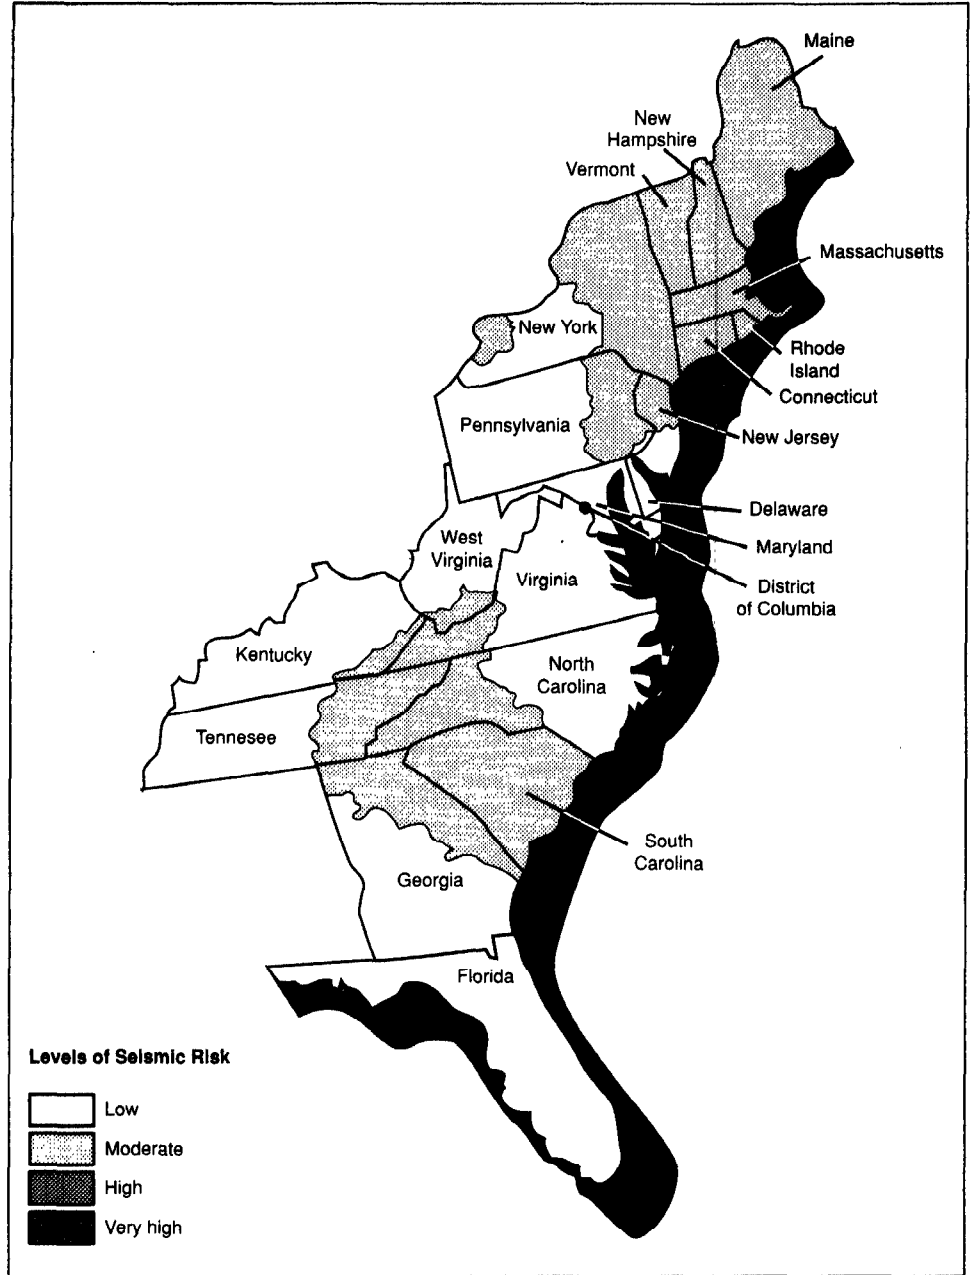 Maine
New
Hampshire
Vermont
Massachusetts
New York
Rhode
Island
Connecticut
Pennsylvania
New Jersey
Delaware
West
Virginia
Maryland
Virginia
District
of Columbia
Kentucky
North
Carolina
Tennesee
South
Carolina
Georgia
Florida
Levels of Seismic Risk
Low
Moderate
High
Very high